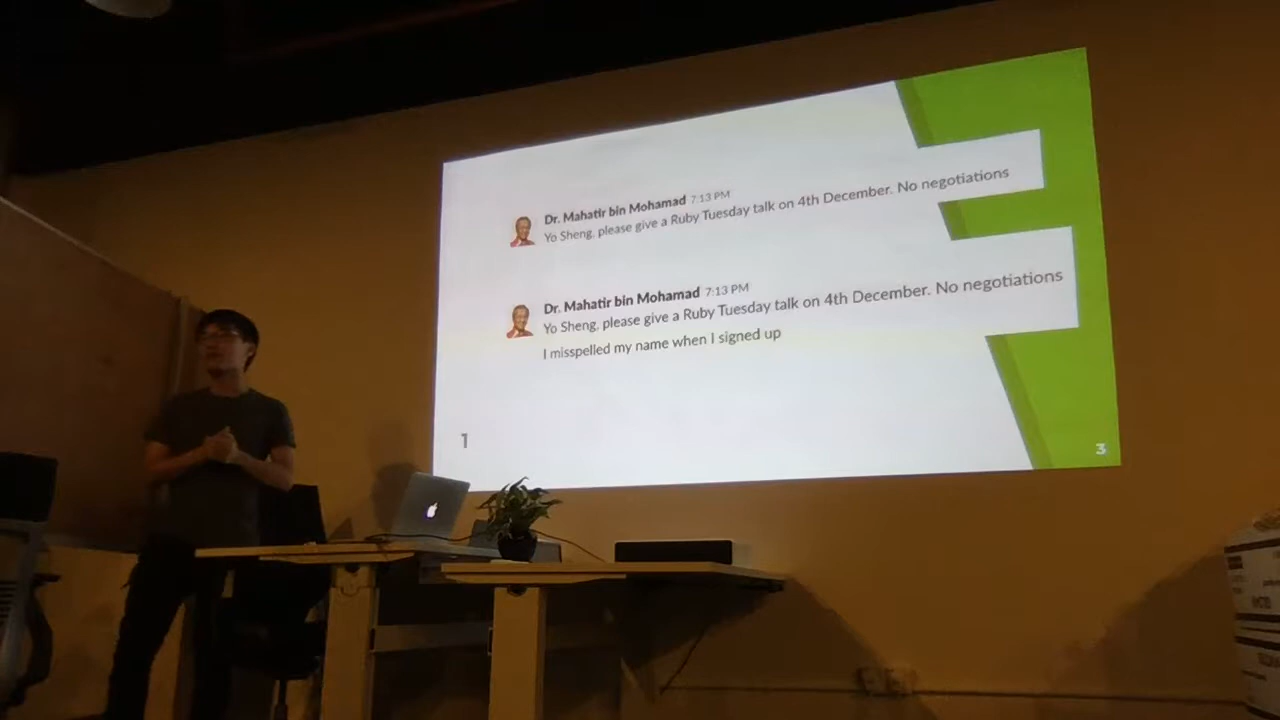 Dr. Mahatir bin Mohamad 7:13 PM
Yo Sheng, please give a Ruby Tuesday talk on 4th December. No negotiations
Dr. Mahatir bin Mohamad 7:13 PM
Yo Sheng, please give a Ruby Tuesday talk on 4th December. No negotiations
I misspelled my name when I signed up
1
3